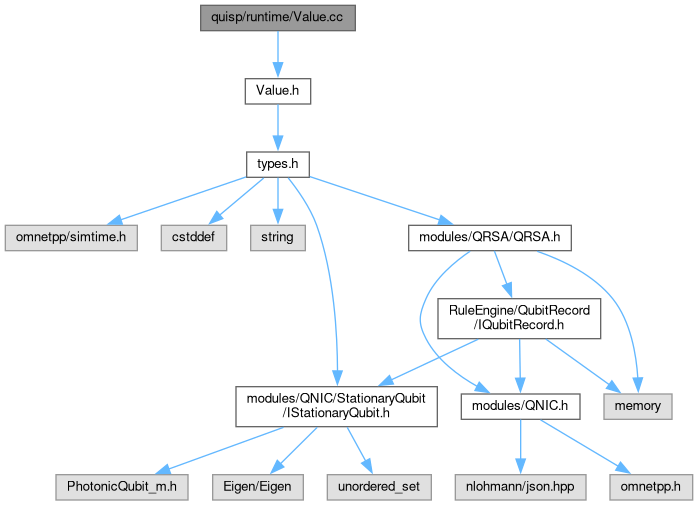 quisp/runtime/Value.cc
Value.h
types.h
omnetpp/simtime.h
cstddef
string
modules/QRSA/QRSA.h
RuleEngine/QubitRecord
/IQubitRecord.h
modules/QNIC/StationaryQubit
/IStationaryQubit.h
modules/QNIC.h
memory
PhotonicQubit_m.h
Eigen/Eigen
unordered_set
nlohmann/json.hpp
omnetpp.h